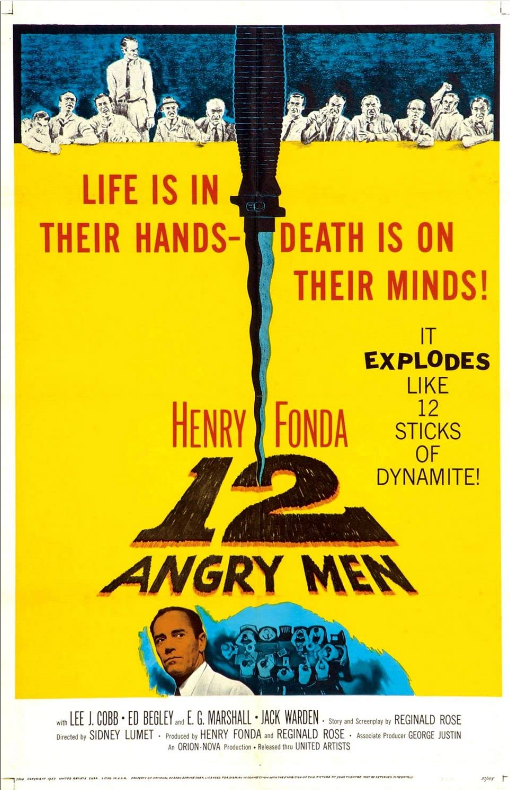 LIFE IS IN
THEIR HANDS- DEATH IS ON
THEIR MINDS!
IT
EXPLODES
LIKE
12
STICKS
OF
DYNAMITE!
HENRY FONDA
12
ANGRY MEN
with LEE J. COBB • ED BEGLEY and E. G. MARSHALL • JACK WARDEN • Story and Screenplay by REGINALD ROSE
Directed by SIDNEY LUMET • Produced by HENRY FONDA and REGINALD ROSE • Associate Producer GEORGE JUSTIN
An ORION-NOVA Production • Released thru UNITED ARTISTS